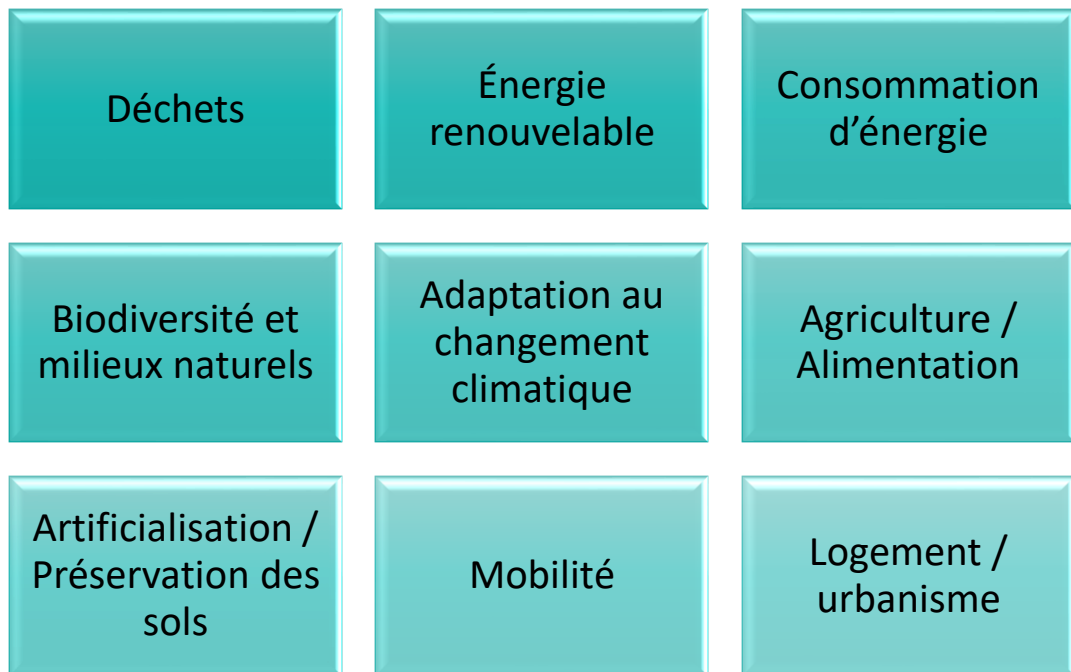 Déchets
Énergie
renouvelable
Consommation
d’énergie
Biodiversité et
milieux naturels
Adaptation au
changement
climatique
Agriculture /
Alimentation
Artificialisation /
Préservation des
sols
Mobilité
Logement /
urbanisme